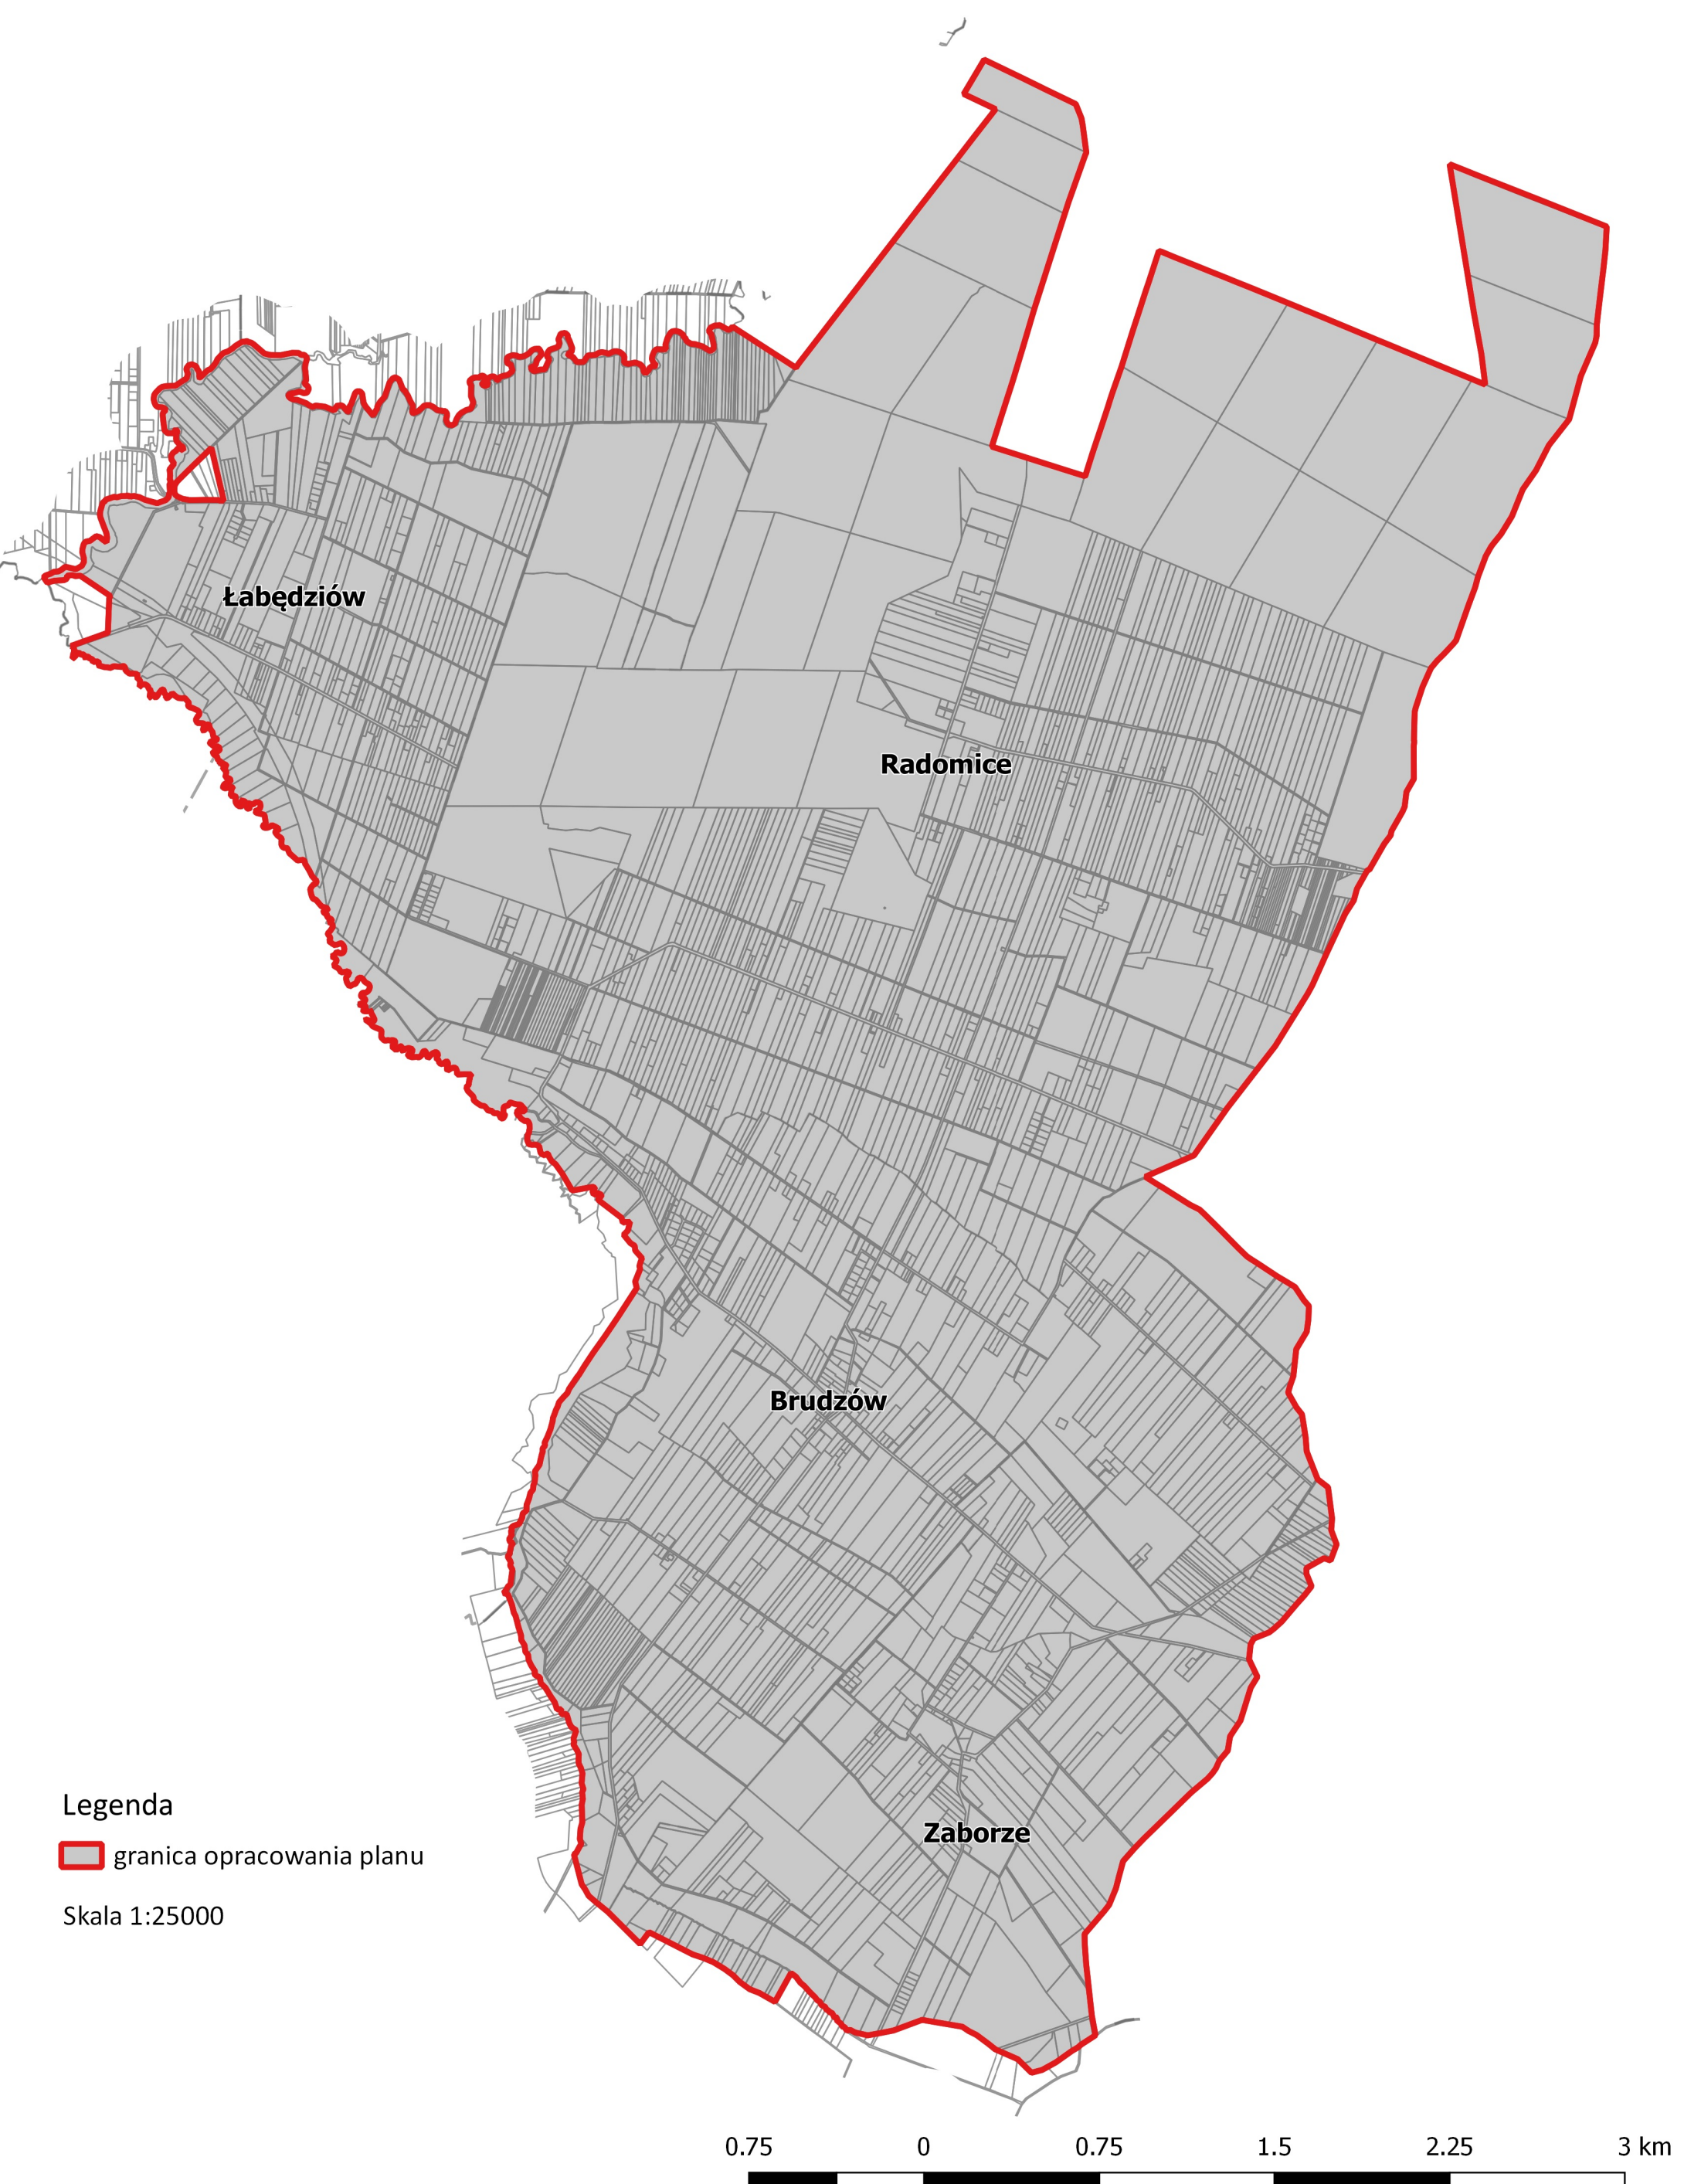 Łabędziów
Radomice
Brudzów
Zaborze
Legenda
granica opracowania planu
Skala 1:25000
0.75 0 0.75 1.5 2.25 3 km